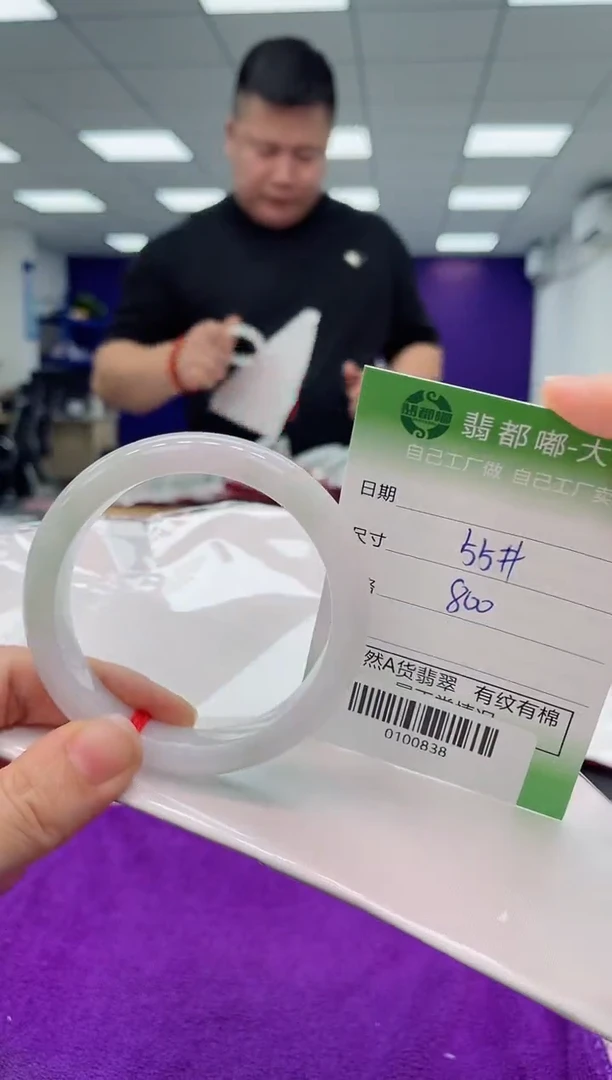 翡都嘟
翡都嘟-大
自己工厂做 自己工厂卖
日期
尺寸 55#
800
然A货翡翠 有纹有棉
0100838